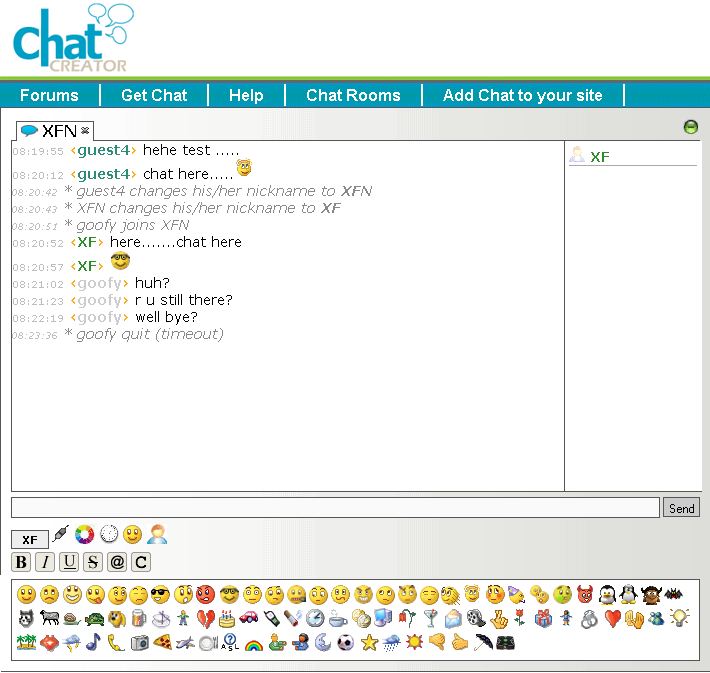 Chat
CREATOR
Forums Get Chat Help Chat Rooms Add Chat to your site
XFN
XF
08:19:55 <guest4> hehe test .....
08:20:12 <guest4> chat here.....
08:20:42 * guest4 changes his/her nickname to XFN
08:20:43 * XFN changes his/her nickname to XF
08:20:51 * goofy joins XFN
08:20:52 <XF> here.......chat here
08:20:57 <XF>
08:21:02 <goofy> huh?
08:21:23 <goofy> r u still there?
08:22:19 <goofy> well bye?
08:23:36 * goofy quit (timeout)
Send
XF
B I U S @ C
ASL